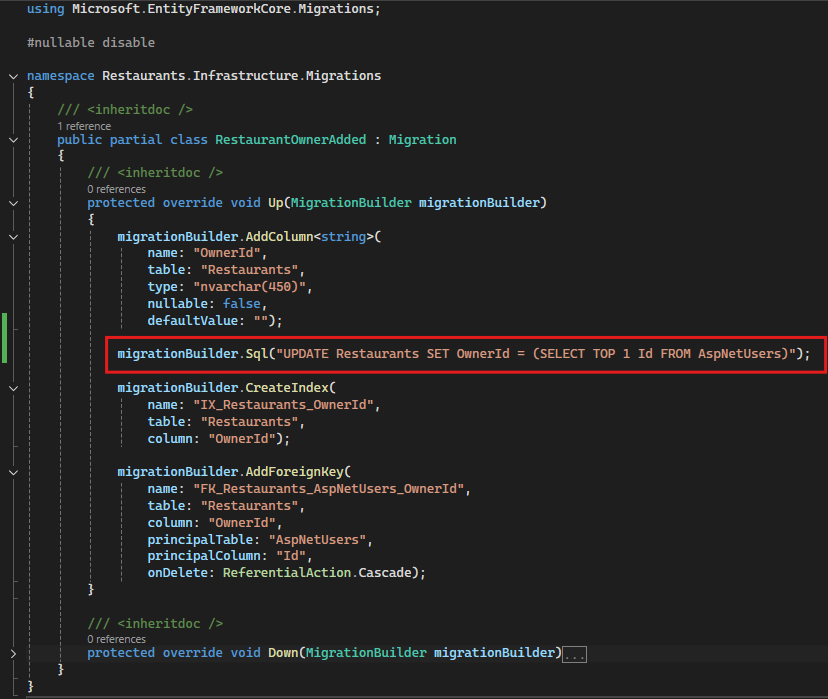 using Microsoft.EntityFrameworkCore.Migrations;
#nullable disable
namespace Restaurants.Infrastructure.Migrations
{
/// <inheritdoc />
1 reference
public partial class RestaurantOwnerAdded : Migration
{
/// <inheritdoc />
0 references
protected override void Up(MigrationBuilder migrationBuilder)
{
migrationBuilder.AddColumn<string>(
name: "OwnerId",
table: "Restaurants",
type: "nvarchar(450)",
nullable: false,
defaultValue: "");
migrationBuilder.Sql("UPDATE Restaurants SET OwnerId = (SELECT TOP 1 Id FROM AspNetUsers)");
migrationBuilder.CreateIndex(
name: "IX_Restaurants_OwnerId",
table: "Restaurants",
column: "OwnerId");
migrationBuilder.AddForeignKey(
name: "FK_Restaurants_AspNetUsers_OwnerId",
table: "Restaurants",
column: "OwnerId",
principalTable: "AspNetUsers",
principalColumn: "Id",
onDelete: ReferentialAction.Cascade);
}
/// <inheritdoc />
0 references
protected override void Down(MigrationBuilder migrationBuilder)...
}
}